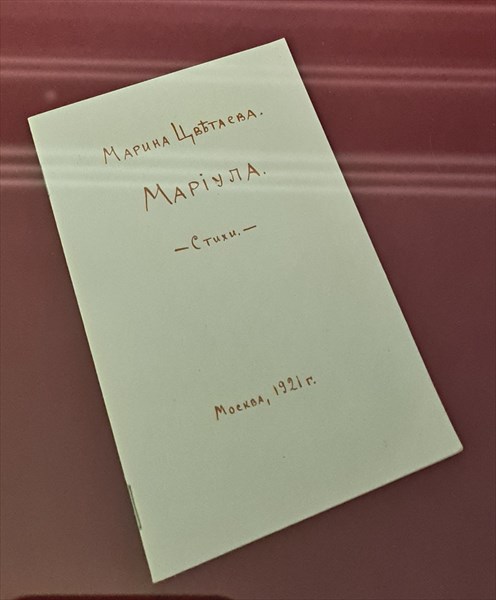 Марина Цвѣтаева.
Маріула.
— Стихи. —
Москва, 1921 г.